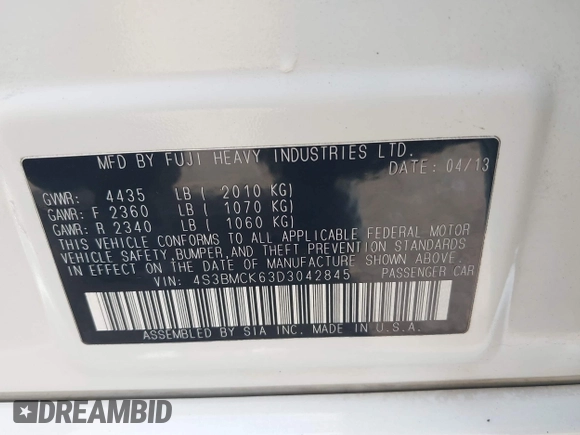 MFD BY FUJI HEAVY INDUSTRIES LTD.
DATE: 04/13
GVWR: 4435 LB ( 2010 KG)
GAWR: F 2360 LB ( 1070 KG)
GAWR: R 2340 LB ( 1060 KG)
THIS VEHICLE CONFORMS TO ALL APPLICABLE FEDERAL MOTOR
VEHICLE SAFETY, BUMPER, AND THEFT PREVENTION STANDARDS
IN EFFECT ON THE DATE OF MANUFACTURE SHOWN ABOVE.
VIN: 4S3BMCK63D3042845 PASSENGER CAR
ASSEMBLED BY SIA INC. MADE IN U.S.A.
DREAMBID